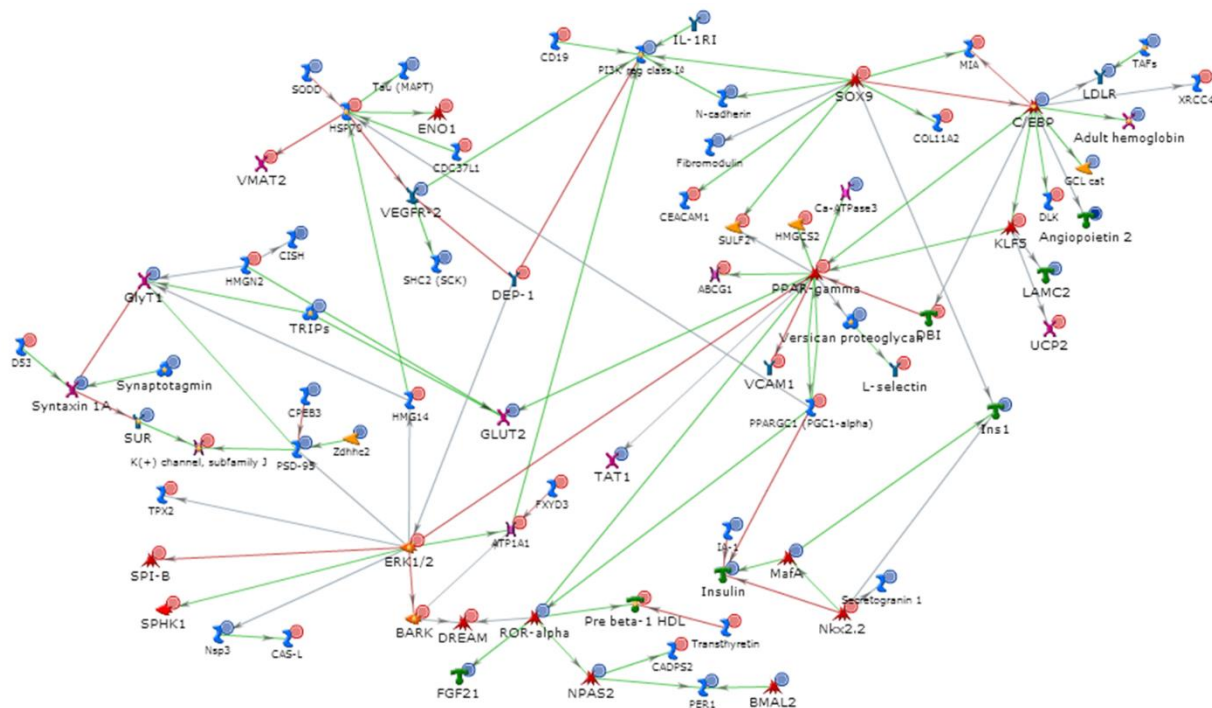 IL-1RI
CD19
PI3K reg class IA
MIA
TAFs
SODD
Tau (MAPT)
LDLR
XRCC4
SOX9
HSP70
ENO1
N-cadherin
C/EBP
COL11A2
Adult hemoglobin
CDC37L1
Fibromodulin
VMAT2
GCL cat
VEGFR-2
Ca-ATPase3
CEACAM1
DLK
SULF2
HMGCS2
Angiopoietin 2
KLF5
CISH
SHC2 (SCK)
HMGN2
GlyT1
DEP-1
ABCG1
PPAR-gamma
LAMC2
TRIPs
Versican proteoglycan
DBI
UCP2
D53
VCAM1
L-selectin
Synaptotagmin
Syntaxin 1A
CPEB3
HMG14
GLUT2
PPARGC1 (PGC1-alpha)
Ins1
SUR
K(+) channel, subfamily J
PSD-95
Zdhhc2
TAT1
TPX2
FXYD3
ATP1A1
IA-1
ERK1/2
SPI-B
Insulin
MafA
Secretogranin 1
SPHK1
BARK
DREAM
ROR-alpha
Pre beta-1 HDL
Nkx2.2
Transthyretin
Nsp3
CAS-L
CADPS2
FGF21
NPAS2
PER1
BMAL2